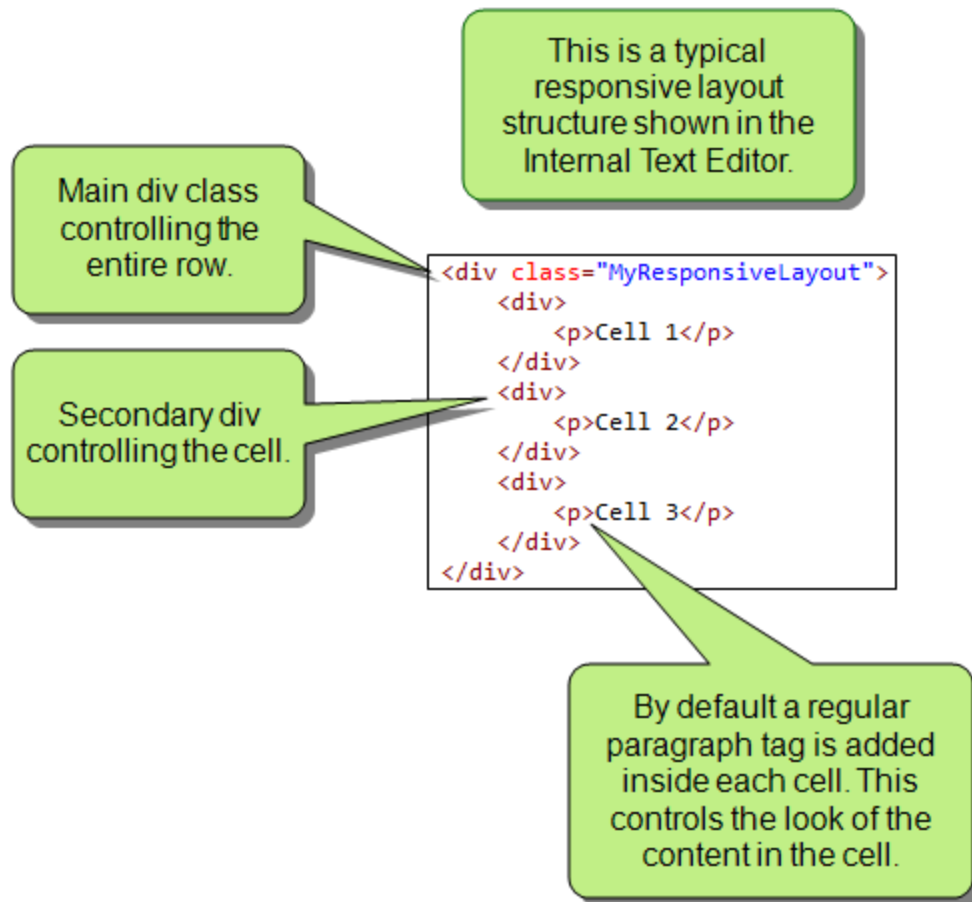 This is a typical
responsive layout
structure shown in the
Internal Text Editor.
Main div class
controlling the
entire row.
<div class="MyResponsiveLayout">
<div>
<p>Cell 1</p>
</div>
<div>
<p>Cell 2</p>
</div>
<div>
<p>Cell 3</p>
</div>
</div>
Secondary div
controlling the cell.
By default a regular
paragraph tag is added
inside each cell. This
controls the look of the
content in the cell.